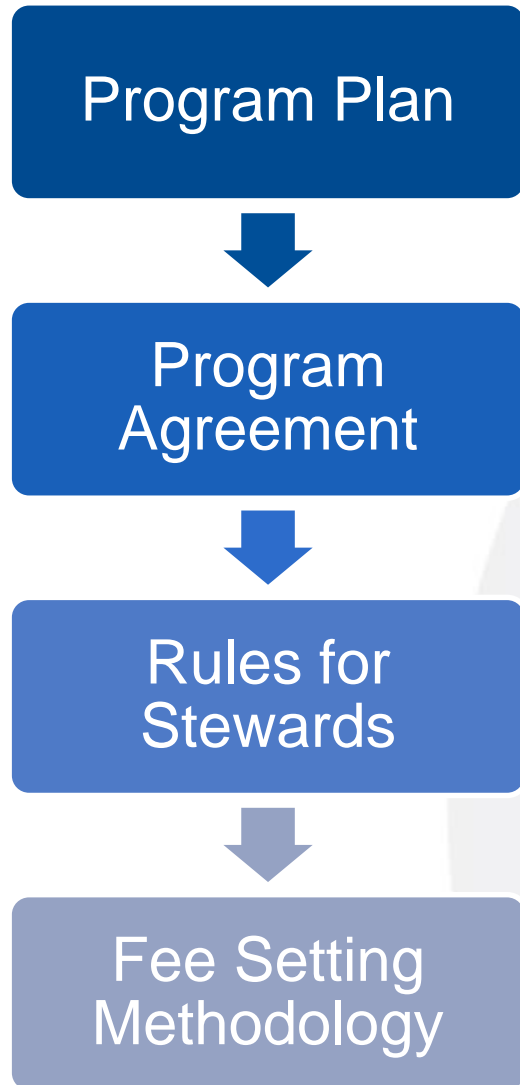 Program Plan
Program
Agreement
Rules for
Stewards
Fee Setting
Methodology